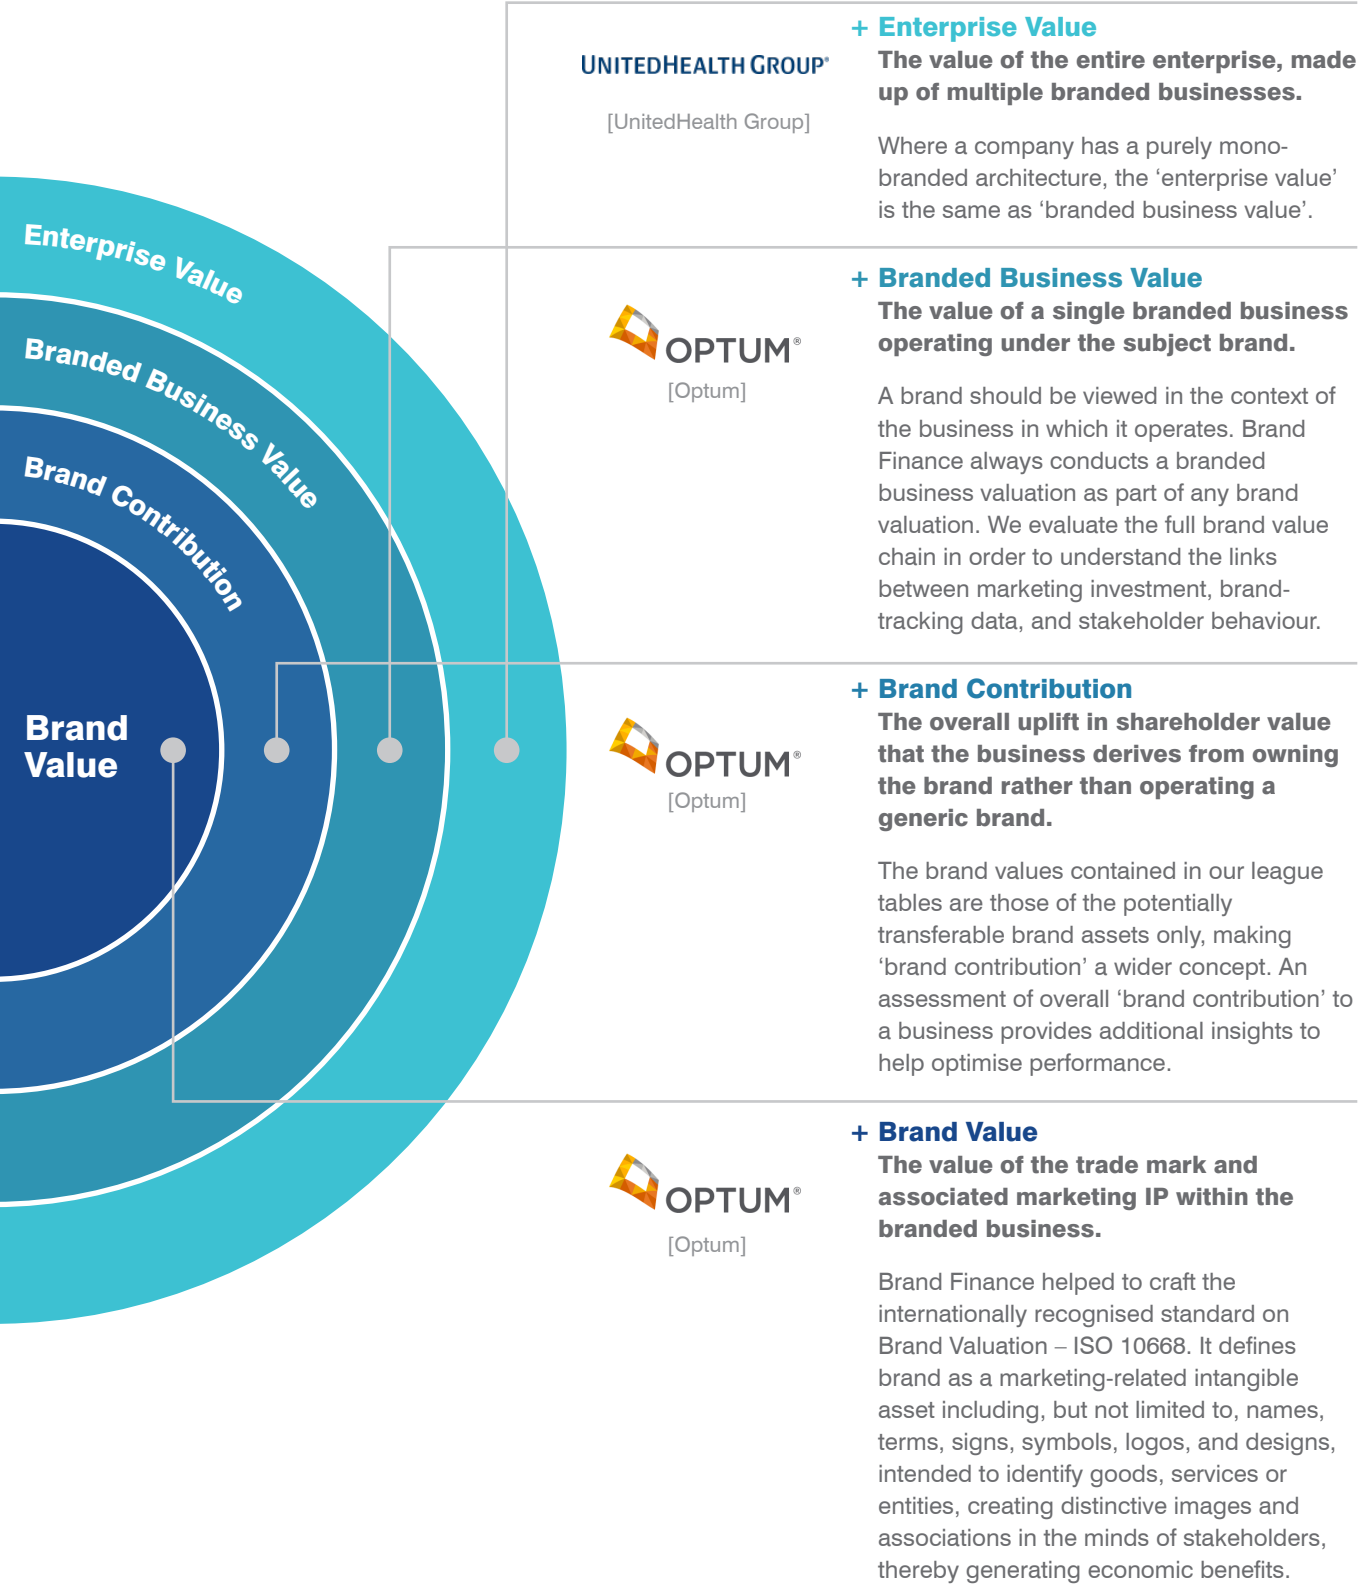 Enterprise Value
Branded Business Value
Brand Contribution
Brand
Value
UNITEDHEALTH GROUP®
[UnitedHealth Group]
+ Enterprise Value
The value of the entire enterprise, made
up of multiple branded businesses.
Where a company has a purely mono-
branded architecture, the ‘enterprise value’
is the same as ‘branded business value’.
OPTUM®
[Optum]
+ Branded Business Value
The value of a single branded business
operating under the subject brand.
A brand should be viewed in the context of
the business in which it operates. Brand
Finance always conducts a branded
business valuation as part of any brand
valuation. We evaluate the full brand value
chain in order to understand the links
between marketing investment, brand-
tracking data, and stakeholder behaviour.
OPTUM®
[Optum]
+ Brand Contribution
The overall uplift in shareholder value
that the business derives from owning
the brand rather than operating a
generic brand.
The brand values contained in our league
tables are those of the potentially
transferable brand assets only, making
‘brand contribution’ a wider concept. An
assessment of overall ‘brand contribution’ to
a business provides additional insights to
help optimise performance.
OPTUM®
[Optum]
+ Brand Value
The value of the trade mark and
associated marketing IP within the
branded business.
Brand Finance helped to craft the
internationally recognised standard on
Brand Valuation – ISO 10668. It defines
brand as a marketing-related intangible
asset including, but not limited to, names,
terms, signs, symbols, logos, and designs,
intended to identify goods, services or
entities, creating distinctive images and
associations in the minds of stakeholders,
thereby generating economic benefits.